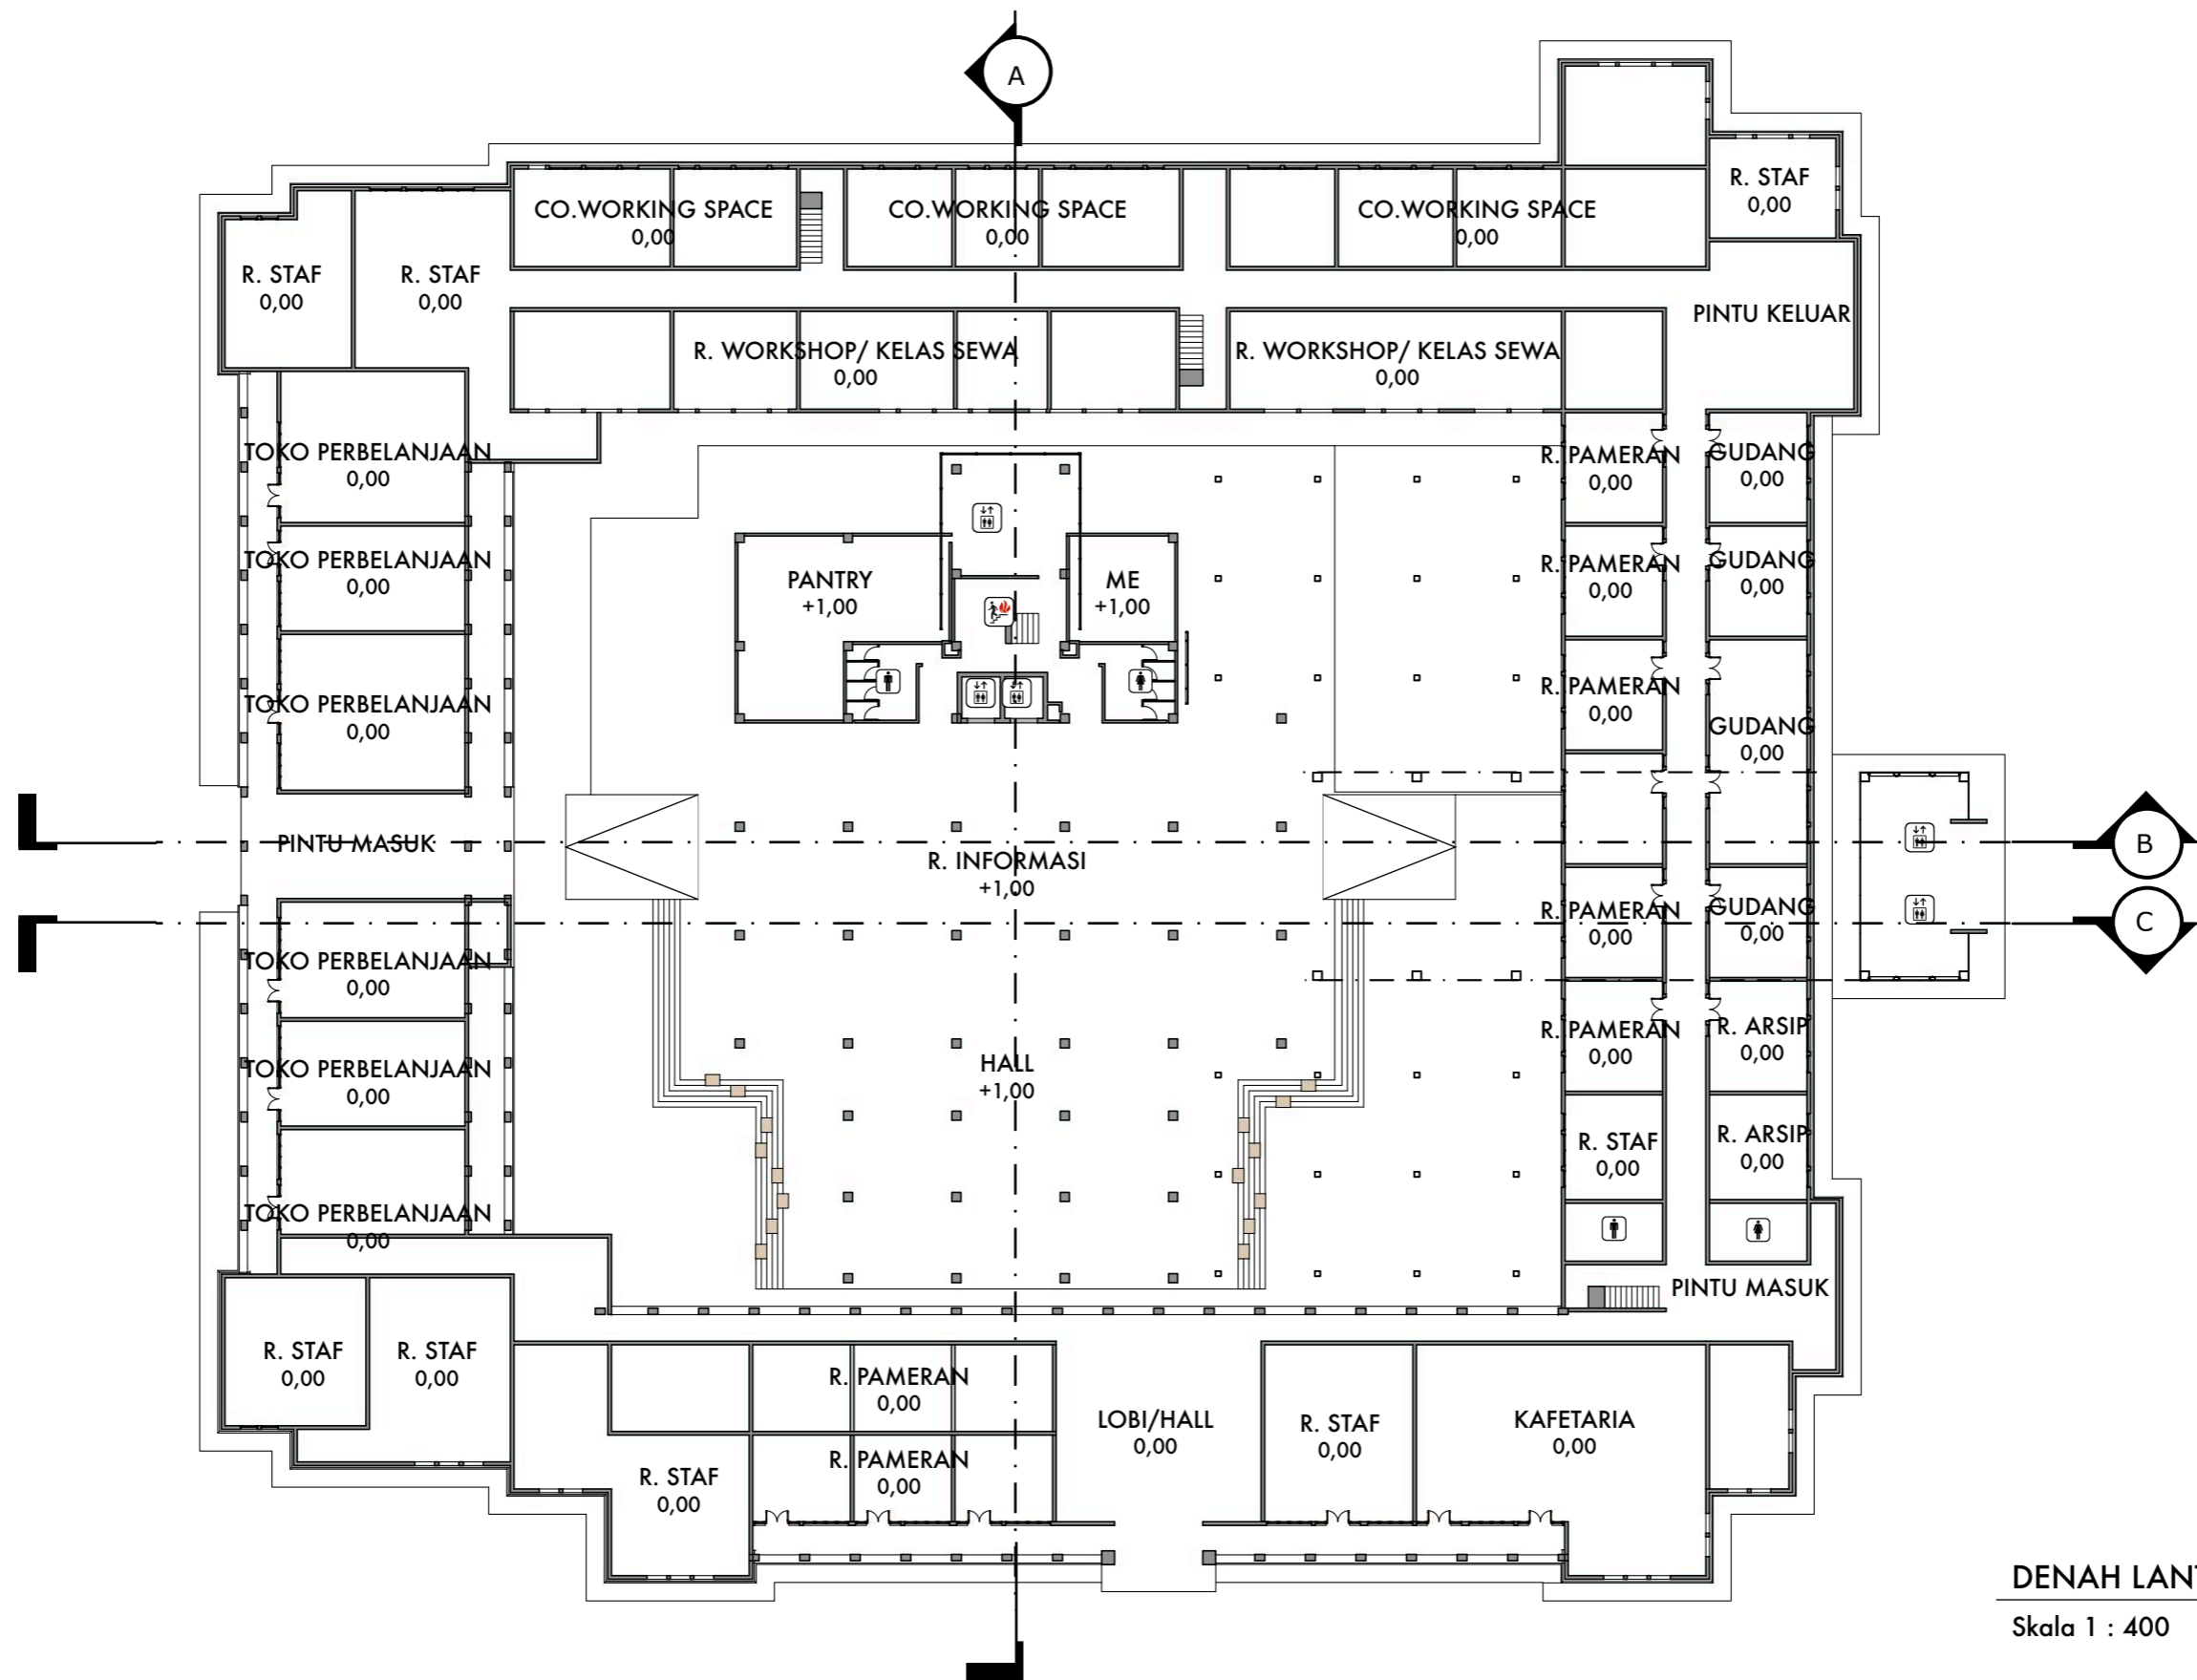 A
R. STAF
0,00
CO.WORKING SPACE
0,00
CO.WORKING SPACE
0,00
CO.WORKING SPACE
0,00
R. STAF
0,00
R. STAF
0,00
PINTU KELUAR
R. WORKSHOP/ KELAS SEWA
0,00
R. WORKSHOP/ KELAS SEWA
0,00
TOKO PERBELANJAAN
0,00
R. PAMERAN
0,00
GUDANG
0,00
TOKO PERBELANJAAN
0,00
PANTRY
+1,00
ME
+1,00
R. PAMERAN
0,00
GUDANG
0,00
TOKO PERBELANJAAN
0,00
R. PAMERAN
0,00
GUDANG
0,00
PINTU MASUK
R. INFORMASI
+1,00
B
C
TOKO PERBELANJAAN
0,00
R. PAMERAN
0,00
GUDANG
0,00
TOKO PERBELANJAAN
0,00
HALL
+1,00
R. PAMERAN
0,00
R. ARSIP
0,00
R. STAF
0,00
R. ARSIP
0,00
TOKO PERBELANJAAN
0,00
PINTU MASUK
R. STAF
0,00
R. STAF
0,00
R. PAMERAN
0,00
LOBI/HALL
0,00
R. STAF
0,00
KAFETARIA
0,00
R. STAF
0,00
R. PAMERAN
0,00
DENAH LAN
Skala 1 : 400